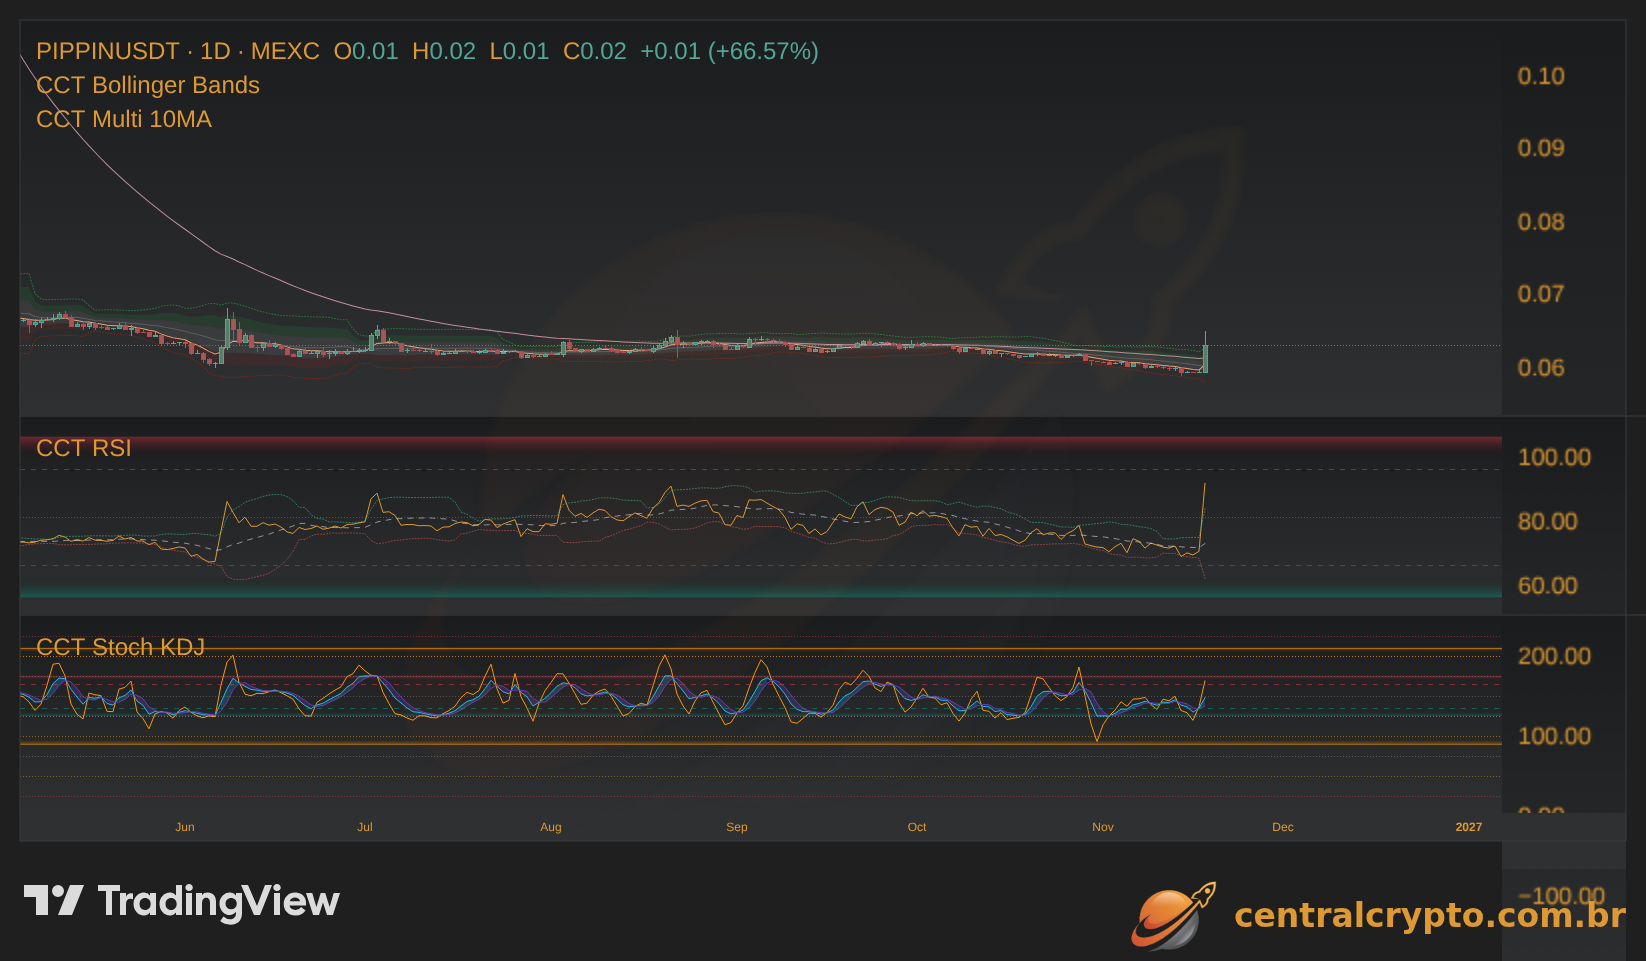 PIPPINUSDT · 1D · MEXC O0.01 H0.02 L0.01 C0.02 +0.01 (+66.57%)
CCT Bollinger Bands
CCT Multi 10MA
0.10
0.09
0.08
0.07
0.06
CCT RSI
100.00
80.00
60.00
CCT Stoch KDJ
200.00
100.00
0.00
Jun Jul Aug Sep Oct Nov Dec 2027
−100.00
TradingView
centralcrypto.com.br